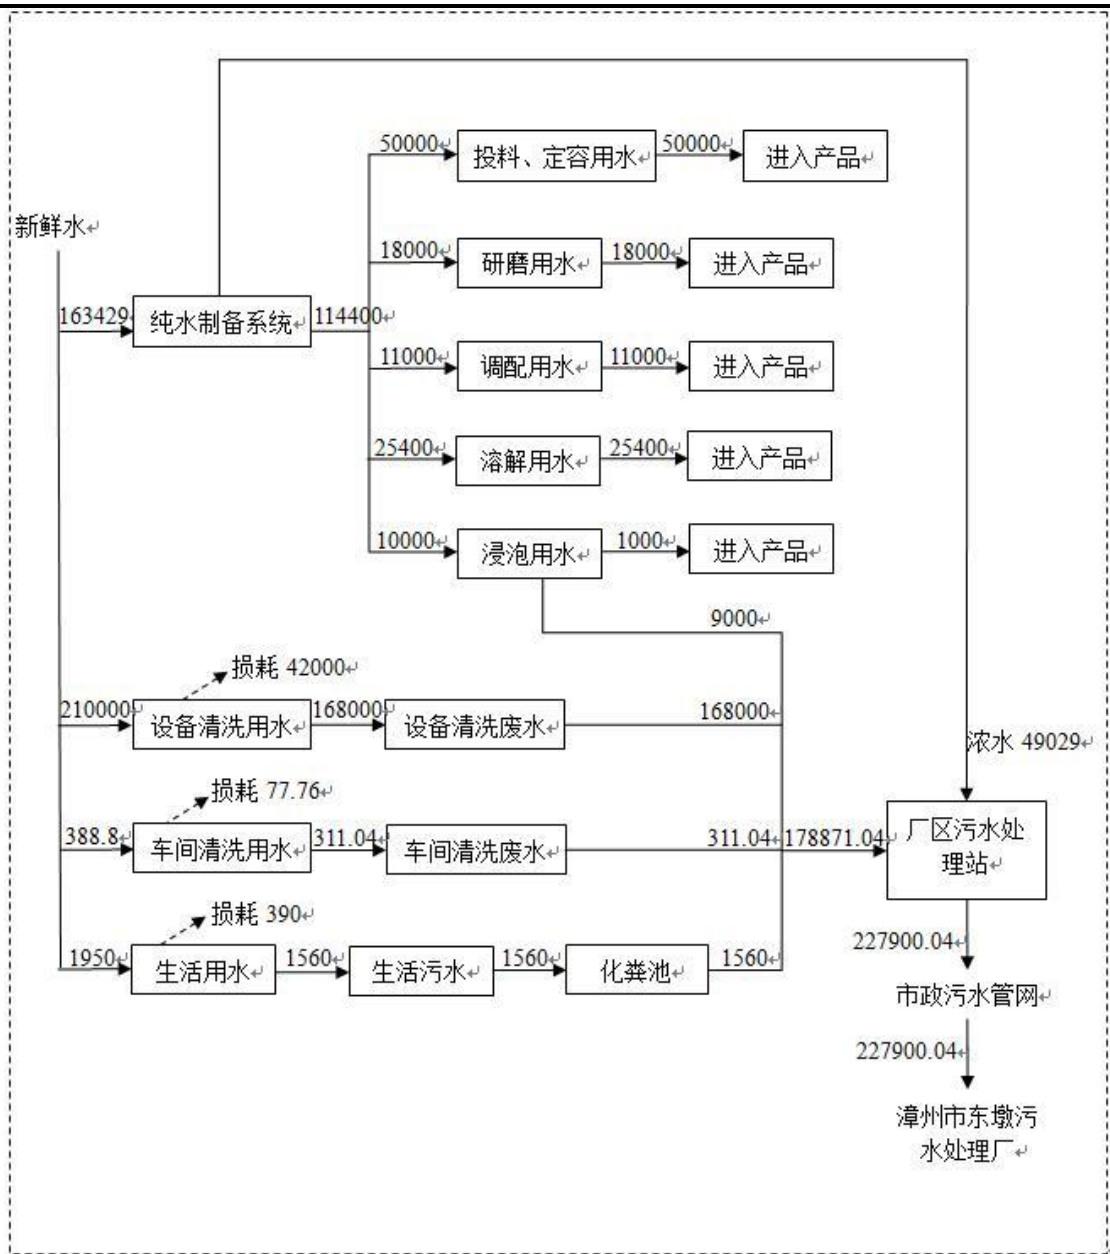 50000 投料、定容用水 50000 进入产品
新鲜水
18000 研磨用水 18000 进入产品
163429 纯水制备系统 114400
11000 调配用水 11000 进入产品
25400 溶解用水 25400 进入产品
10000 浸泡用水 1000 进入产品
9000
损耗 42000
210000 设备清洗用水 168000 设备清洗废水 168000
浓水 49029
损耗 77.76
388.8 车间清洗用水 311.04 车间清洗废水 311.04 178871.04
厂区污水处
理站
损耗 390
1950 生活用水 1560 生活污水 1560 化粪池 1560
227900.04
市政污水管网
227900.04
漳州市东墩污
水处理厂